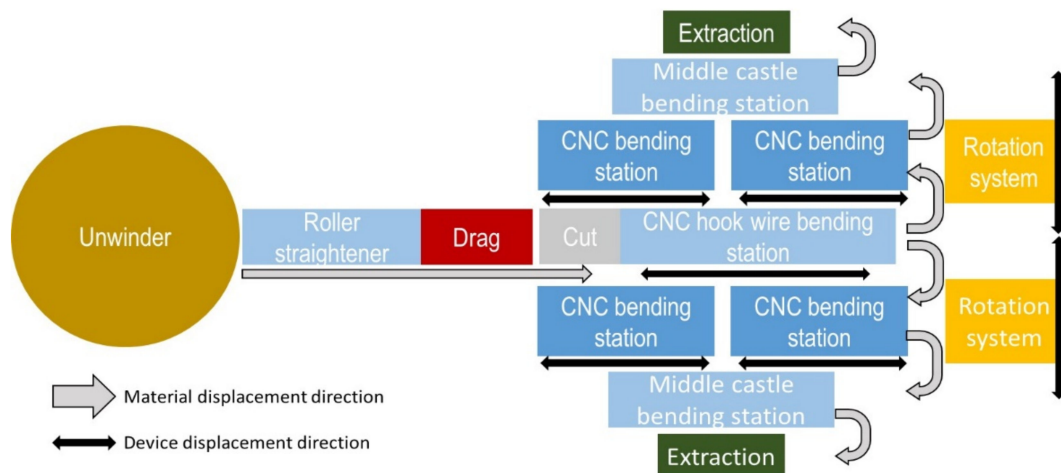 Extraction
Middle castle
bending station
CNC bending
station
CNC bending
station
Rotation
system
Unwinder
Roller
straightener
Drag
Cut
CNC hook wire bending
station
CNC bending
station
CNC bending
station
Rotation
system
Middle castle
bending station
Extraction
Material displacement direction
Device displacement direction